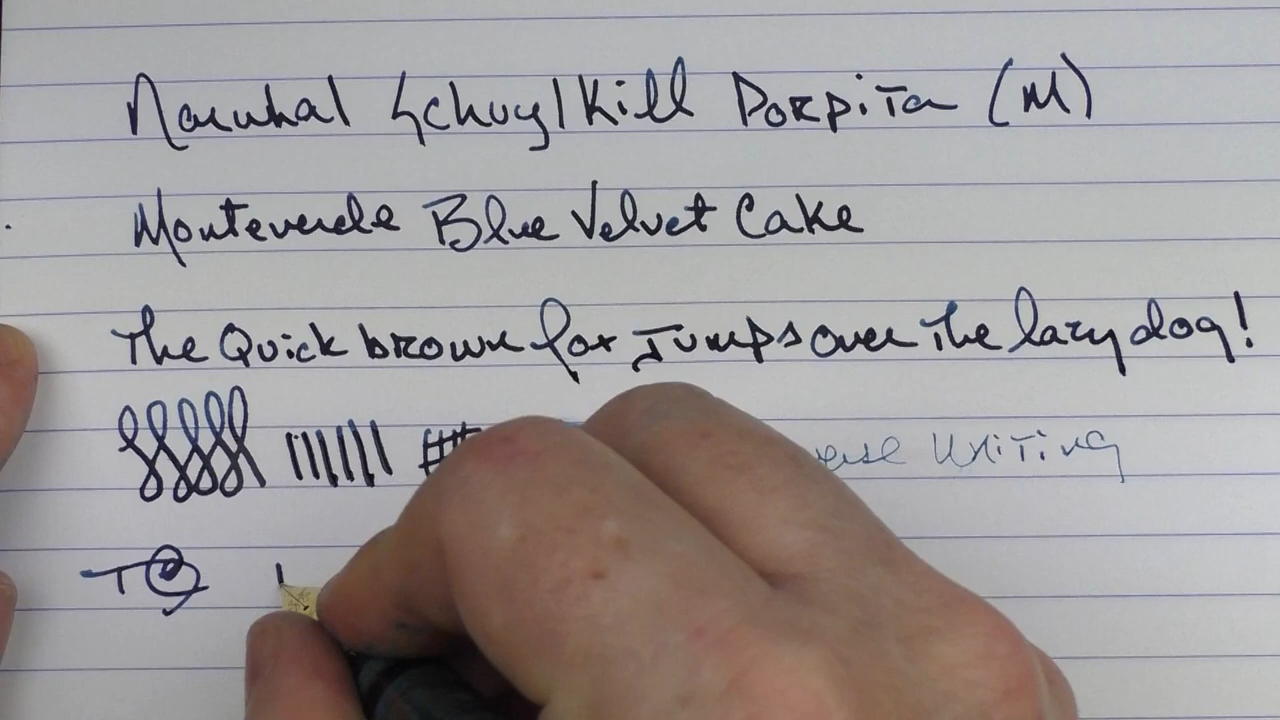 Narwhal Schuylkill Porpita (M)
Monteverde Blue Velvet Cake
The Quick brown fox Jumps over The lazy dog!
Writing